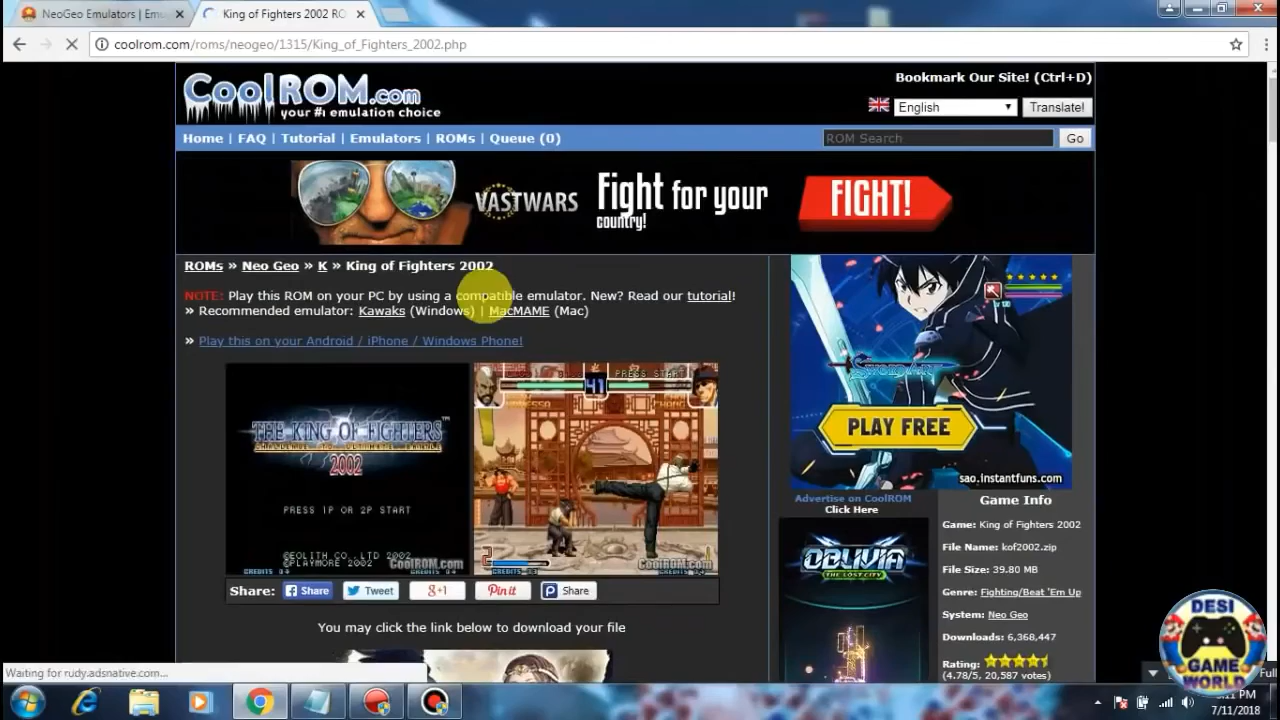 NeoGeo Emulators | Emu
King of Fighters 2002 RO
coolrom.com/roms/neogeo/1315/King_of_Fighters_2002.php
CoolROM.com
your #1 emulation choice
Bookmark Our Site! (Ctrl+D)
English
Translate!
Home | FAQ | Tutorial | Emulators | ROMs | Queue (0)
ROM Search
Go
VASTWARS
Fight for your
country!
FIGHT!
ROMs » Neo Geo » K » King of Fighters 2002
NOTE: Play this ROM on your PC by using a compatible emulator. New? Read our tutorial!
» Recommended emulator: Kawaks (Windows) | MacMAME (Mac)
» Play this on your Android / iPhone / Windows Phone!
THE KING OF FIGHTERS
2002
PRESS 1P OR 2P START
©EOLITH CO.,LTD 2002
©PLAYMORE 2002
CoolROM.com
PRESS START
41
CoolROM.com
PLAY FREE
sao.instantfuns.com
Advertise on CoolROM
Click Here
OBLIVIA
THE LOST CITY
Game Info
Game: King of Fighters 2002
File Name: kof2002.zip
File Size: 39.80 MB
Genre: Fighting/Beat 'Em Up
System: Neo Geo
Downloads: 6,368,447
Rating:
(4.78/5, 20,587 votes)
Share:
Share
Tweet
g+1
Pin it
Share
You may click the link below to download your file
Waiting for rudy.adsnative.com...
DESI
GAME
WORLD
Full
PM
7/11/2018